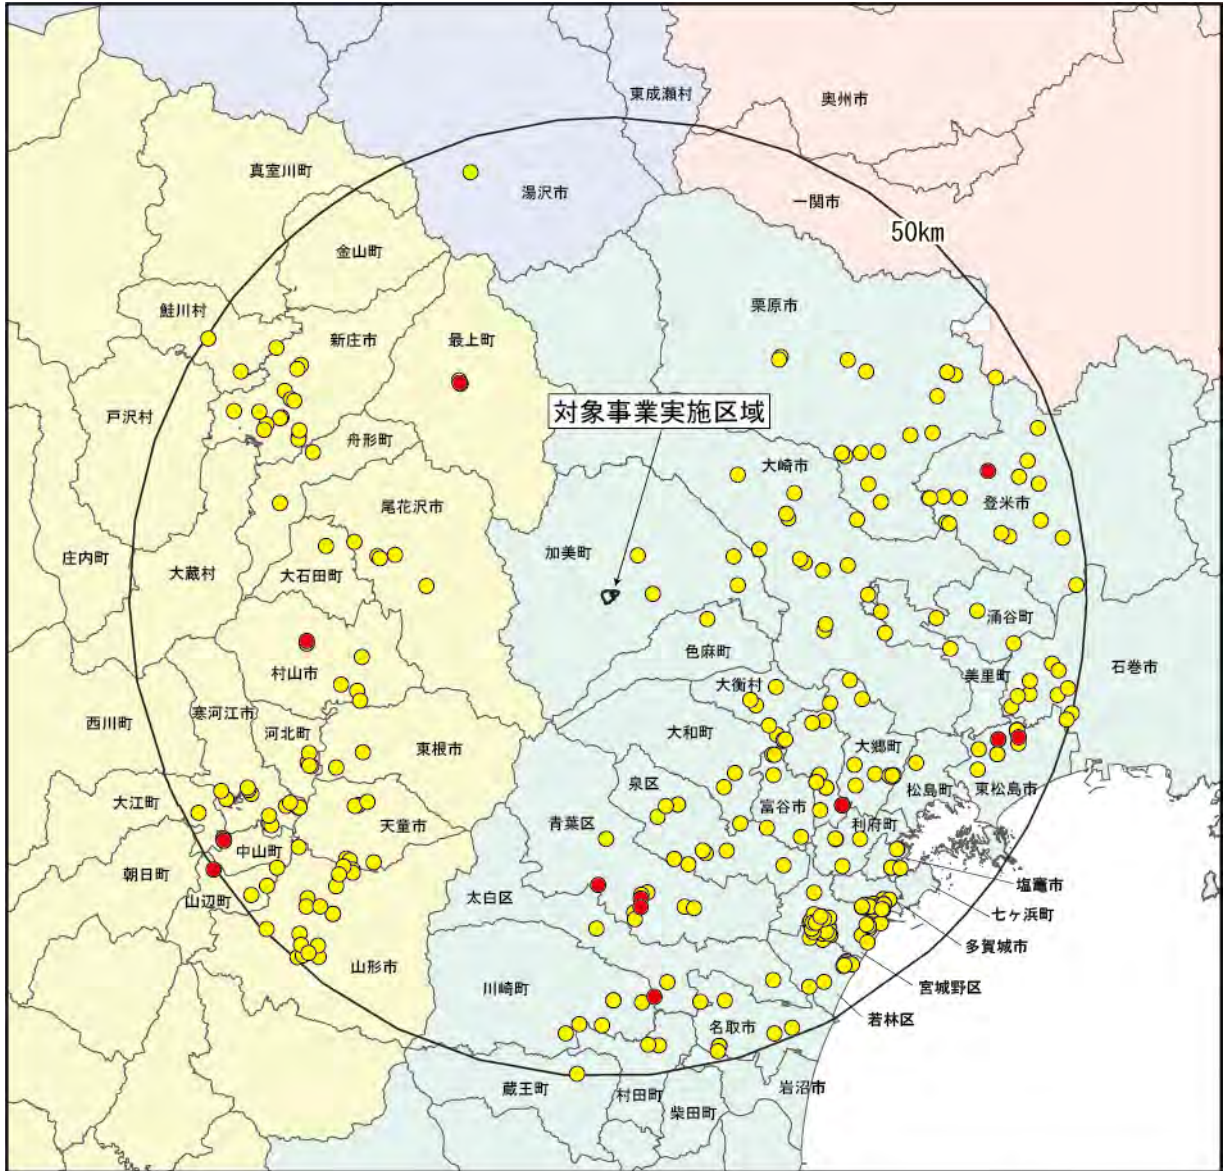 東成瀬村
奥州市
真室川町
湯沢市
一関市
50km
金山町
鮭川村
新庄市
最上町
栗原市
戸沢村
対象事業実施区域
舟形町
大崎市
登米市
尾花沢市
庄内町
大蔵村
大石田町
加美町
涌谷町
色麻町
石巻市
村山市
美里町
大衡村
西川町
寒河江市
河北町
東根市
大和町
大郷町
松島町
東松島市
大江町
泉区
富谷市
天童市
青葉区
利府町
朝日町
中山町
塩竈市
山辺町
太白区
七ヶ浜町
多賀城市
山形市
川崎町
宮城野区
若林区
名取市
蔵王町
村田町
岩沼市
柴田町